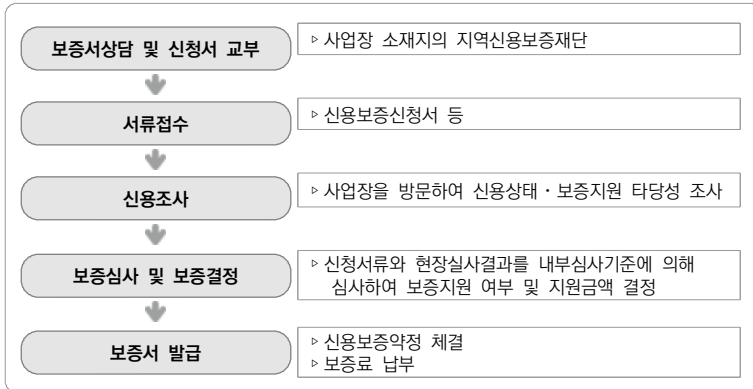 보증서상담 및 신청서 교부
▹사업장 소재지의 지역신용보증재단
서류접수
▹신용보증신청서 등
신용조사
▹사업장을 방문하여 신용상태・보증지원 타당성 조사
보증심사 및 보증결정
▹신청서류와 현장실사결과를 내부심사기준에 의해
심사하여 보증지원 여부 및 지원금액 결정
보증서 발급
▹신용보증약정 체결
▹보증료 납부